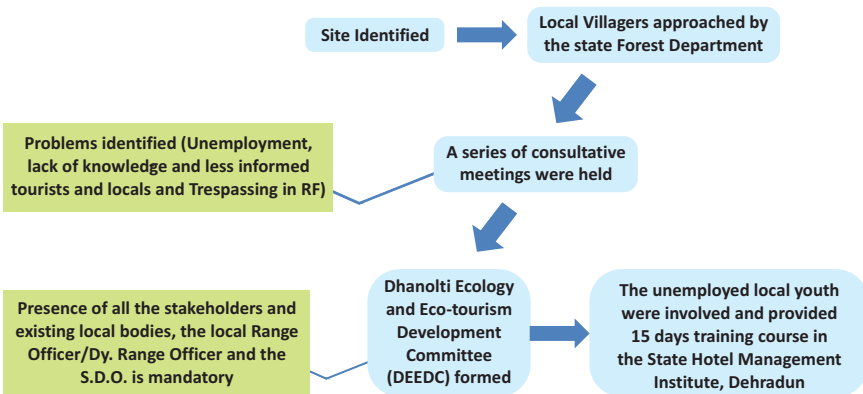 Site Identified
Local Villagers approached by
the state Forest Department
Problems identified (Unemployment,
lack of knowledge and less informed
tourists and locals and Trespassing in RF)
A series of consultative
meetings were held
Presence of all the stakeholders and
existing local bodies, the local Range
Officer/Dy. Range Officer and the
S.D.O. is mandatory
Dhanolti Ecology
and Eco-tourism
Development
Committee
(DEEDC) formed
The unemployed local youth
were involved and provided
15 days training course in
the State Hotel Management
Institute, Dehradun